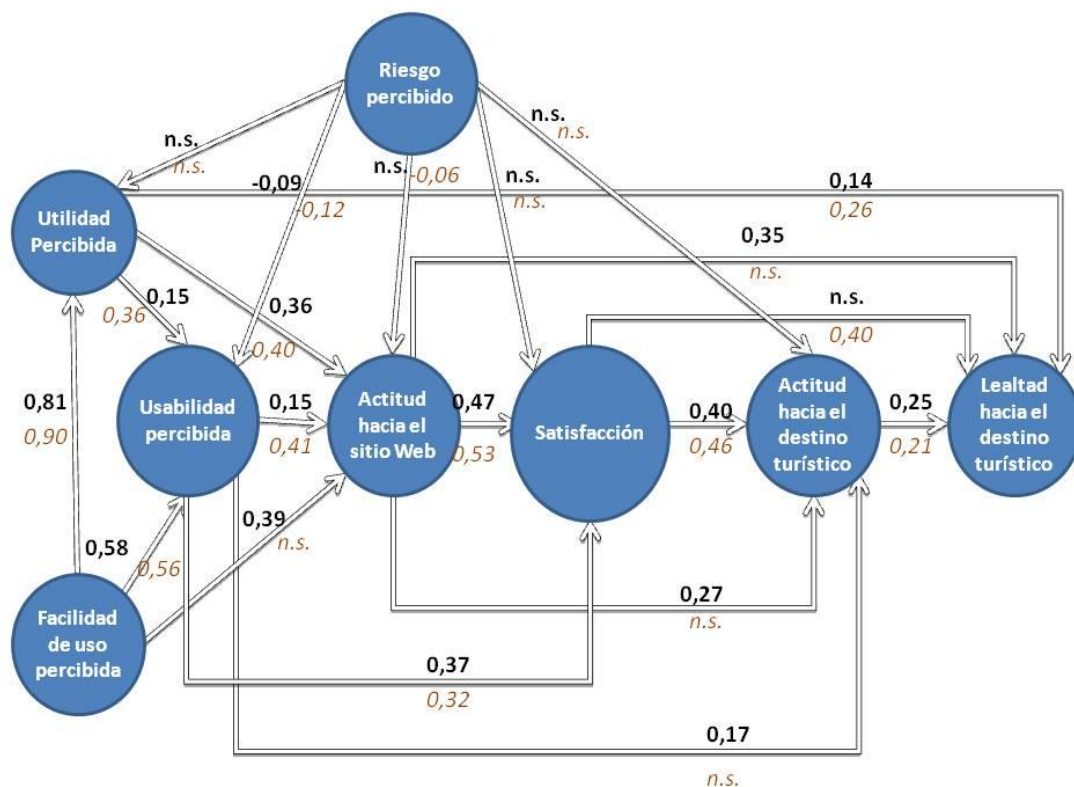 Riesgo
percibido
n.s.
n.s.
n.s.
n.s.
n.s.
-0,06
n.s.
n.s.
-0,09
-0,12
0,14
0,26
Utilidad
Percibida
0,35
n.s.
0,15
0,36
0,36
0,40
n.s.
0,40
0,81
0,90
Usabilidad
percibida
0,15
0,41
Actitud
hacia el
sitio Web
0,47
0,53
Satisfacción
0,40
0,46
Actitud
hacia el
destino
turístico
0,25
0,21
Lealtad
hacia el
destino
turístico
0,58
0,56
0,39
n.s.
Facilidad
de uso
percibida
0,27
n.s.
0,37
0,32
0,17
n.s.